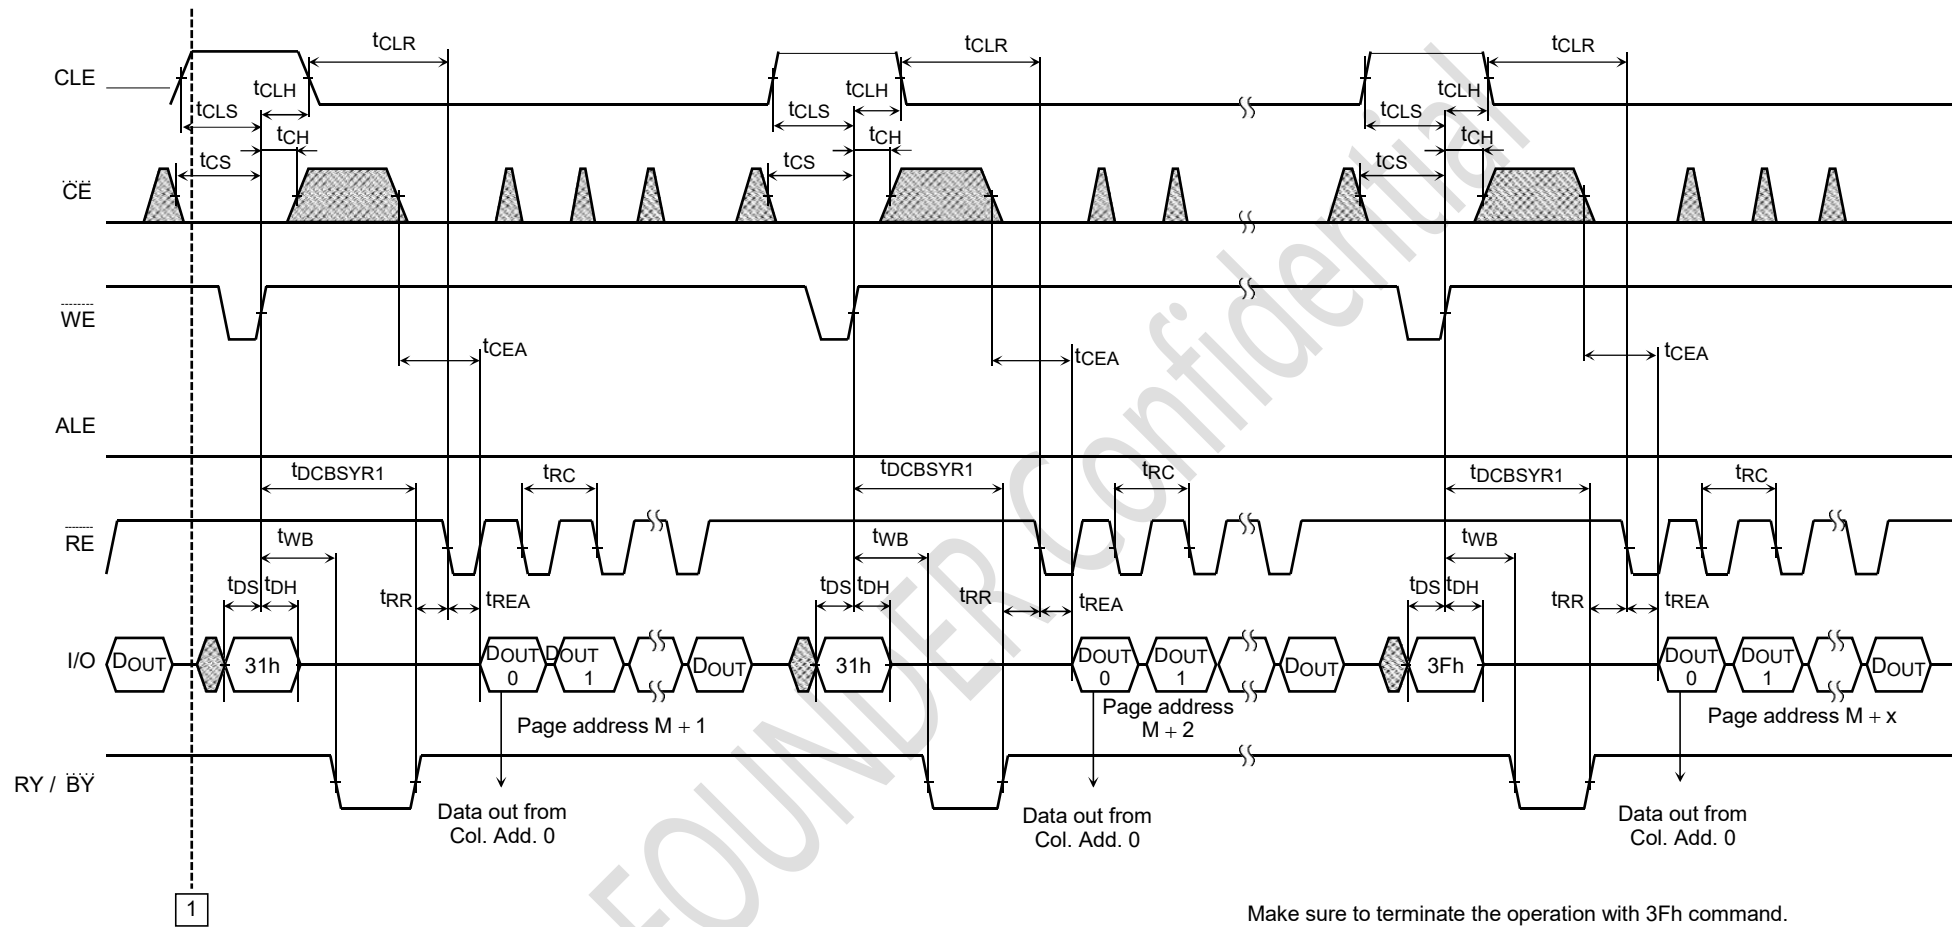 tCLR tCLR tCLR
CLE
tCLH tCLH tCLH
tCLS tCLS tCLS
tCH tCH tCH
tCS tCS tCS
CE
WE
tCEA tCEA tCEA
ALE
tDCBSYR1 tDCBSYR1 tDCBSYR1
tRC tRC tRC
RE
tWB tWB tWB
tDS tDH tDS tDH tDS tDH
tRR tREA tRR tREA tRR tREA
I/O DOUT 31h DOUT 0 DOUT 1 DOUT 31h DOUT 0 DOUT 1 DOUT 3Fh DOUT 0 DOUT 1 DOUT
Page address M + 1
Page address
M + 2
Page address M + x
RY / BY
Data out from
Col. Add. 0
Data out from
Col. Add. 0
Data out from
Col. Add. 0
1
Make sure to terminate the operation with 3Fh command.
FOUNDER Confidential